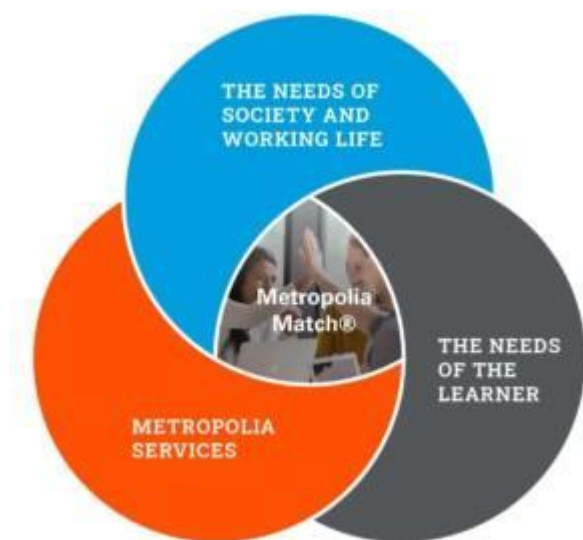 THE NEEDS OF
SOCIETY AND
WORKING LIFE
Metropolia
Match®
THE NEEDS
OF THE
LEARNER
METROPOLIA
SERVICES